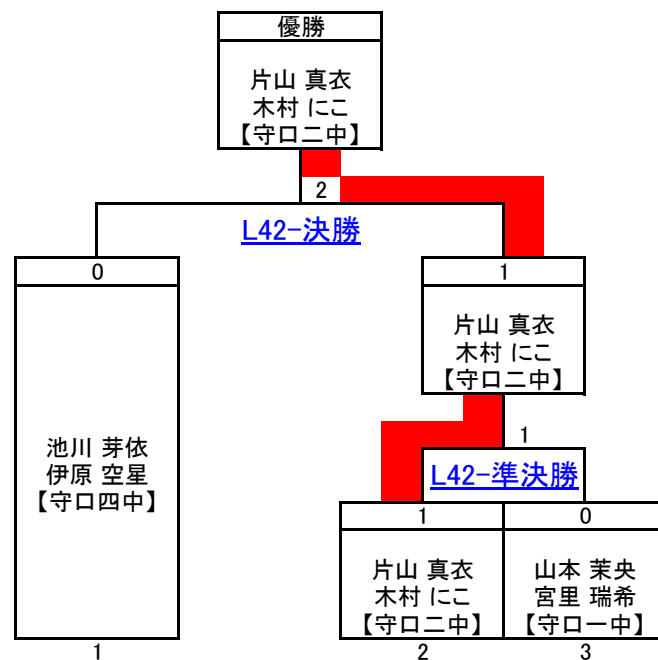 優勝
片山 真衣
木村 にこ
【守口二中】
2
L42-決勝
0
1
片山 真衣
木村 にこ
【守口二中】
池川 芽依
伊原 空星
【守口四中】
1
L42-準決勝
1
0
片山 真衣
木村 にこ
【守口二中】
山本 茉央
宮里 瑞希
【守口一中】
1
2
3